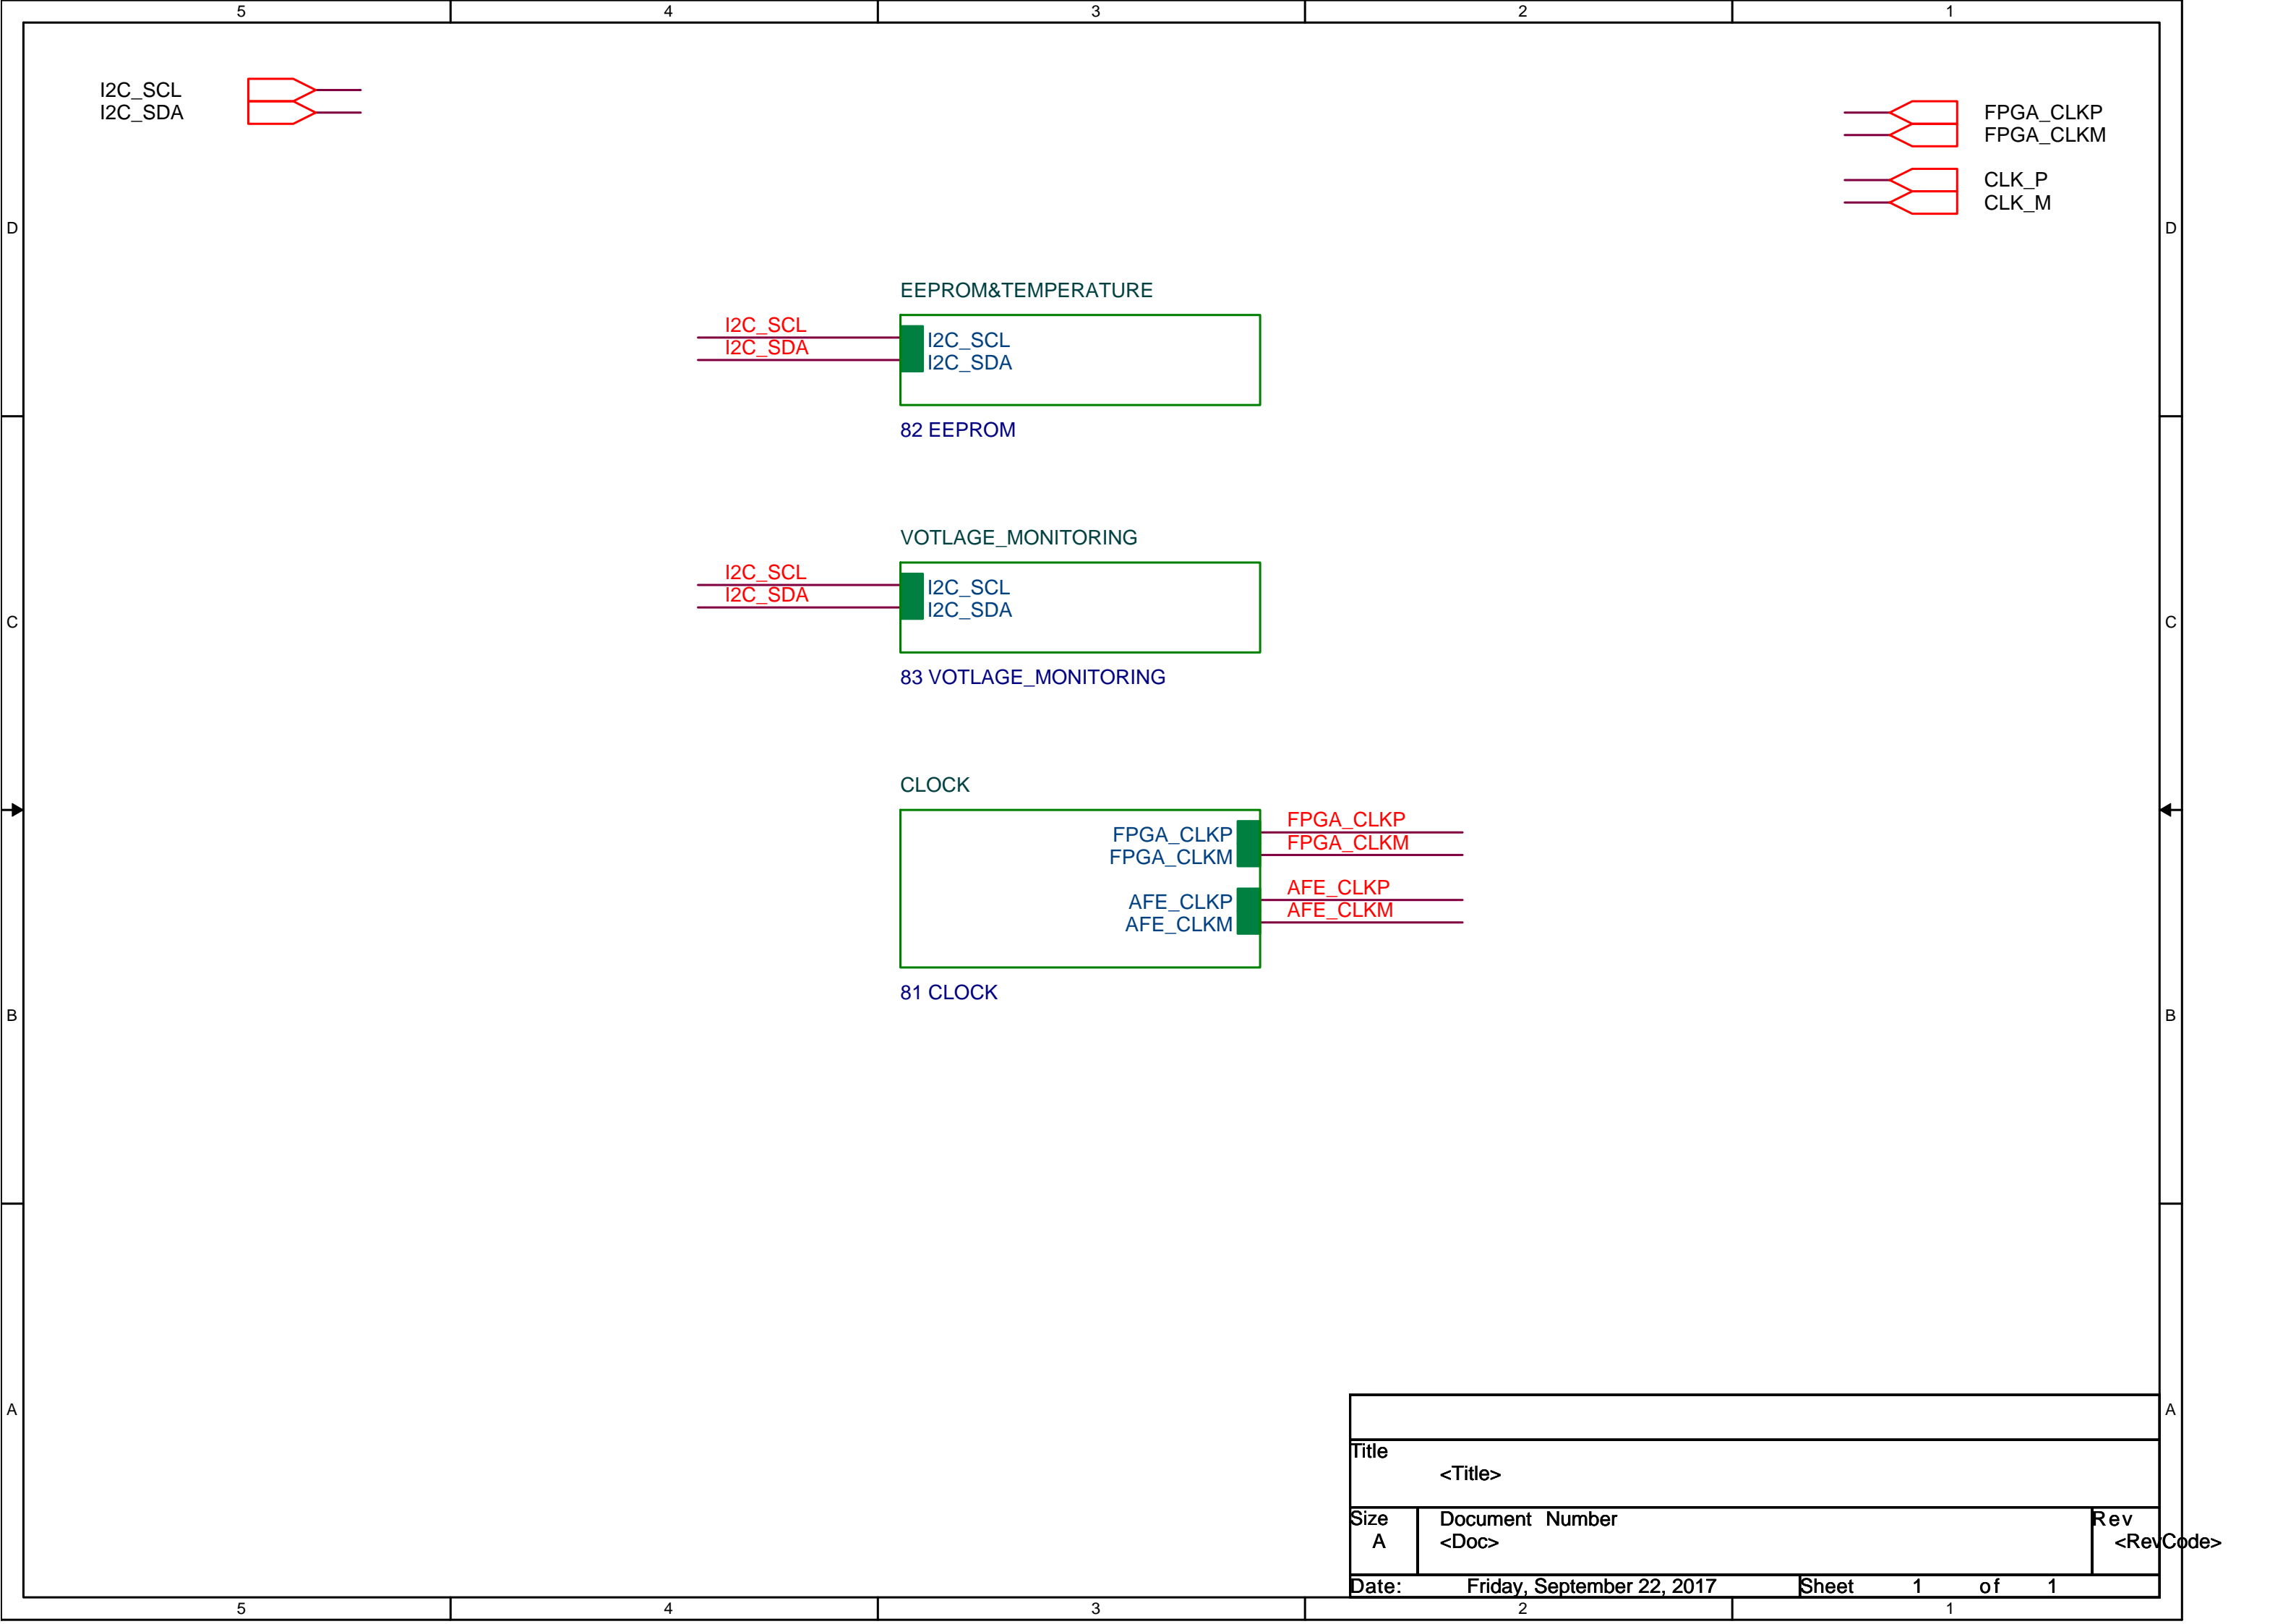 5 4 3 2 1
I2C_SCL
I2C_SDA
FPGA_CLKP
FPGA_CLKM
CLK_P
CLK_M
D D
EEPROM&TEMPERATURE
I2C_SCL I2C_SCL
I2C_SDA I2C_SDA
82 EEPROM
VOTLAGE_MONITORING
I2C_SCL I2C_SCL
I2C_SDA I2C_SDA
C C
83 VOTLAGE_MONITORING
CLOCK
FPGA_CLKP FPGA_CLKP
FPGA_CLKM FPGA_CLKM
AFE_CLKP AFE_CLKP
AFE_CLKM AFE_CLKM
81 CLOCK
B B
A A
Title
<Title>
Size Document Number Rev
A <Doc> <RevCode>
Date: Friday, September 22, 2017 Sheet 1 of 1
5 4 3 2 1